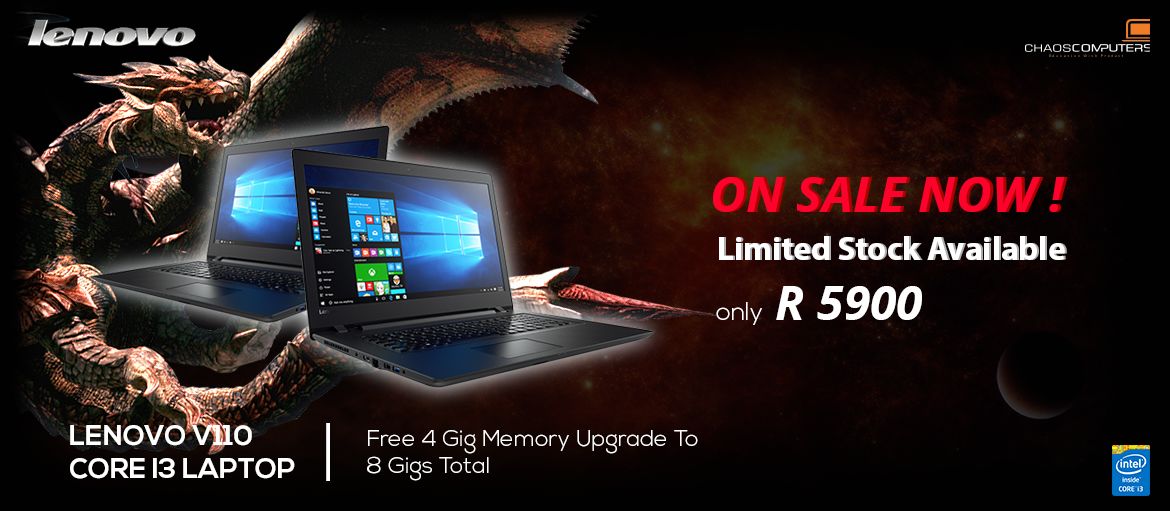 lenovo
CHAOSCOMPUTERS
ON SALE NOW !
Limited Stock Available
only R 5900
LENOVO V110
CORE I3 LAPTOP
Free 4 Gig Memory Upgrade To
8 Gigs Total
intel
inside
CORE i3